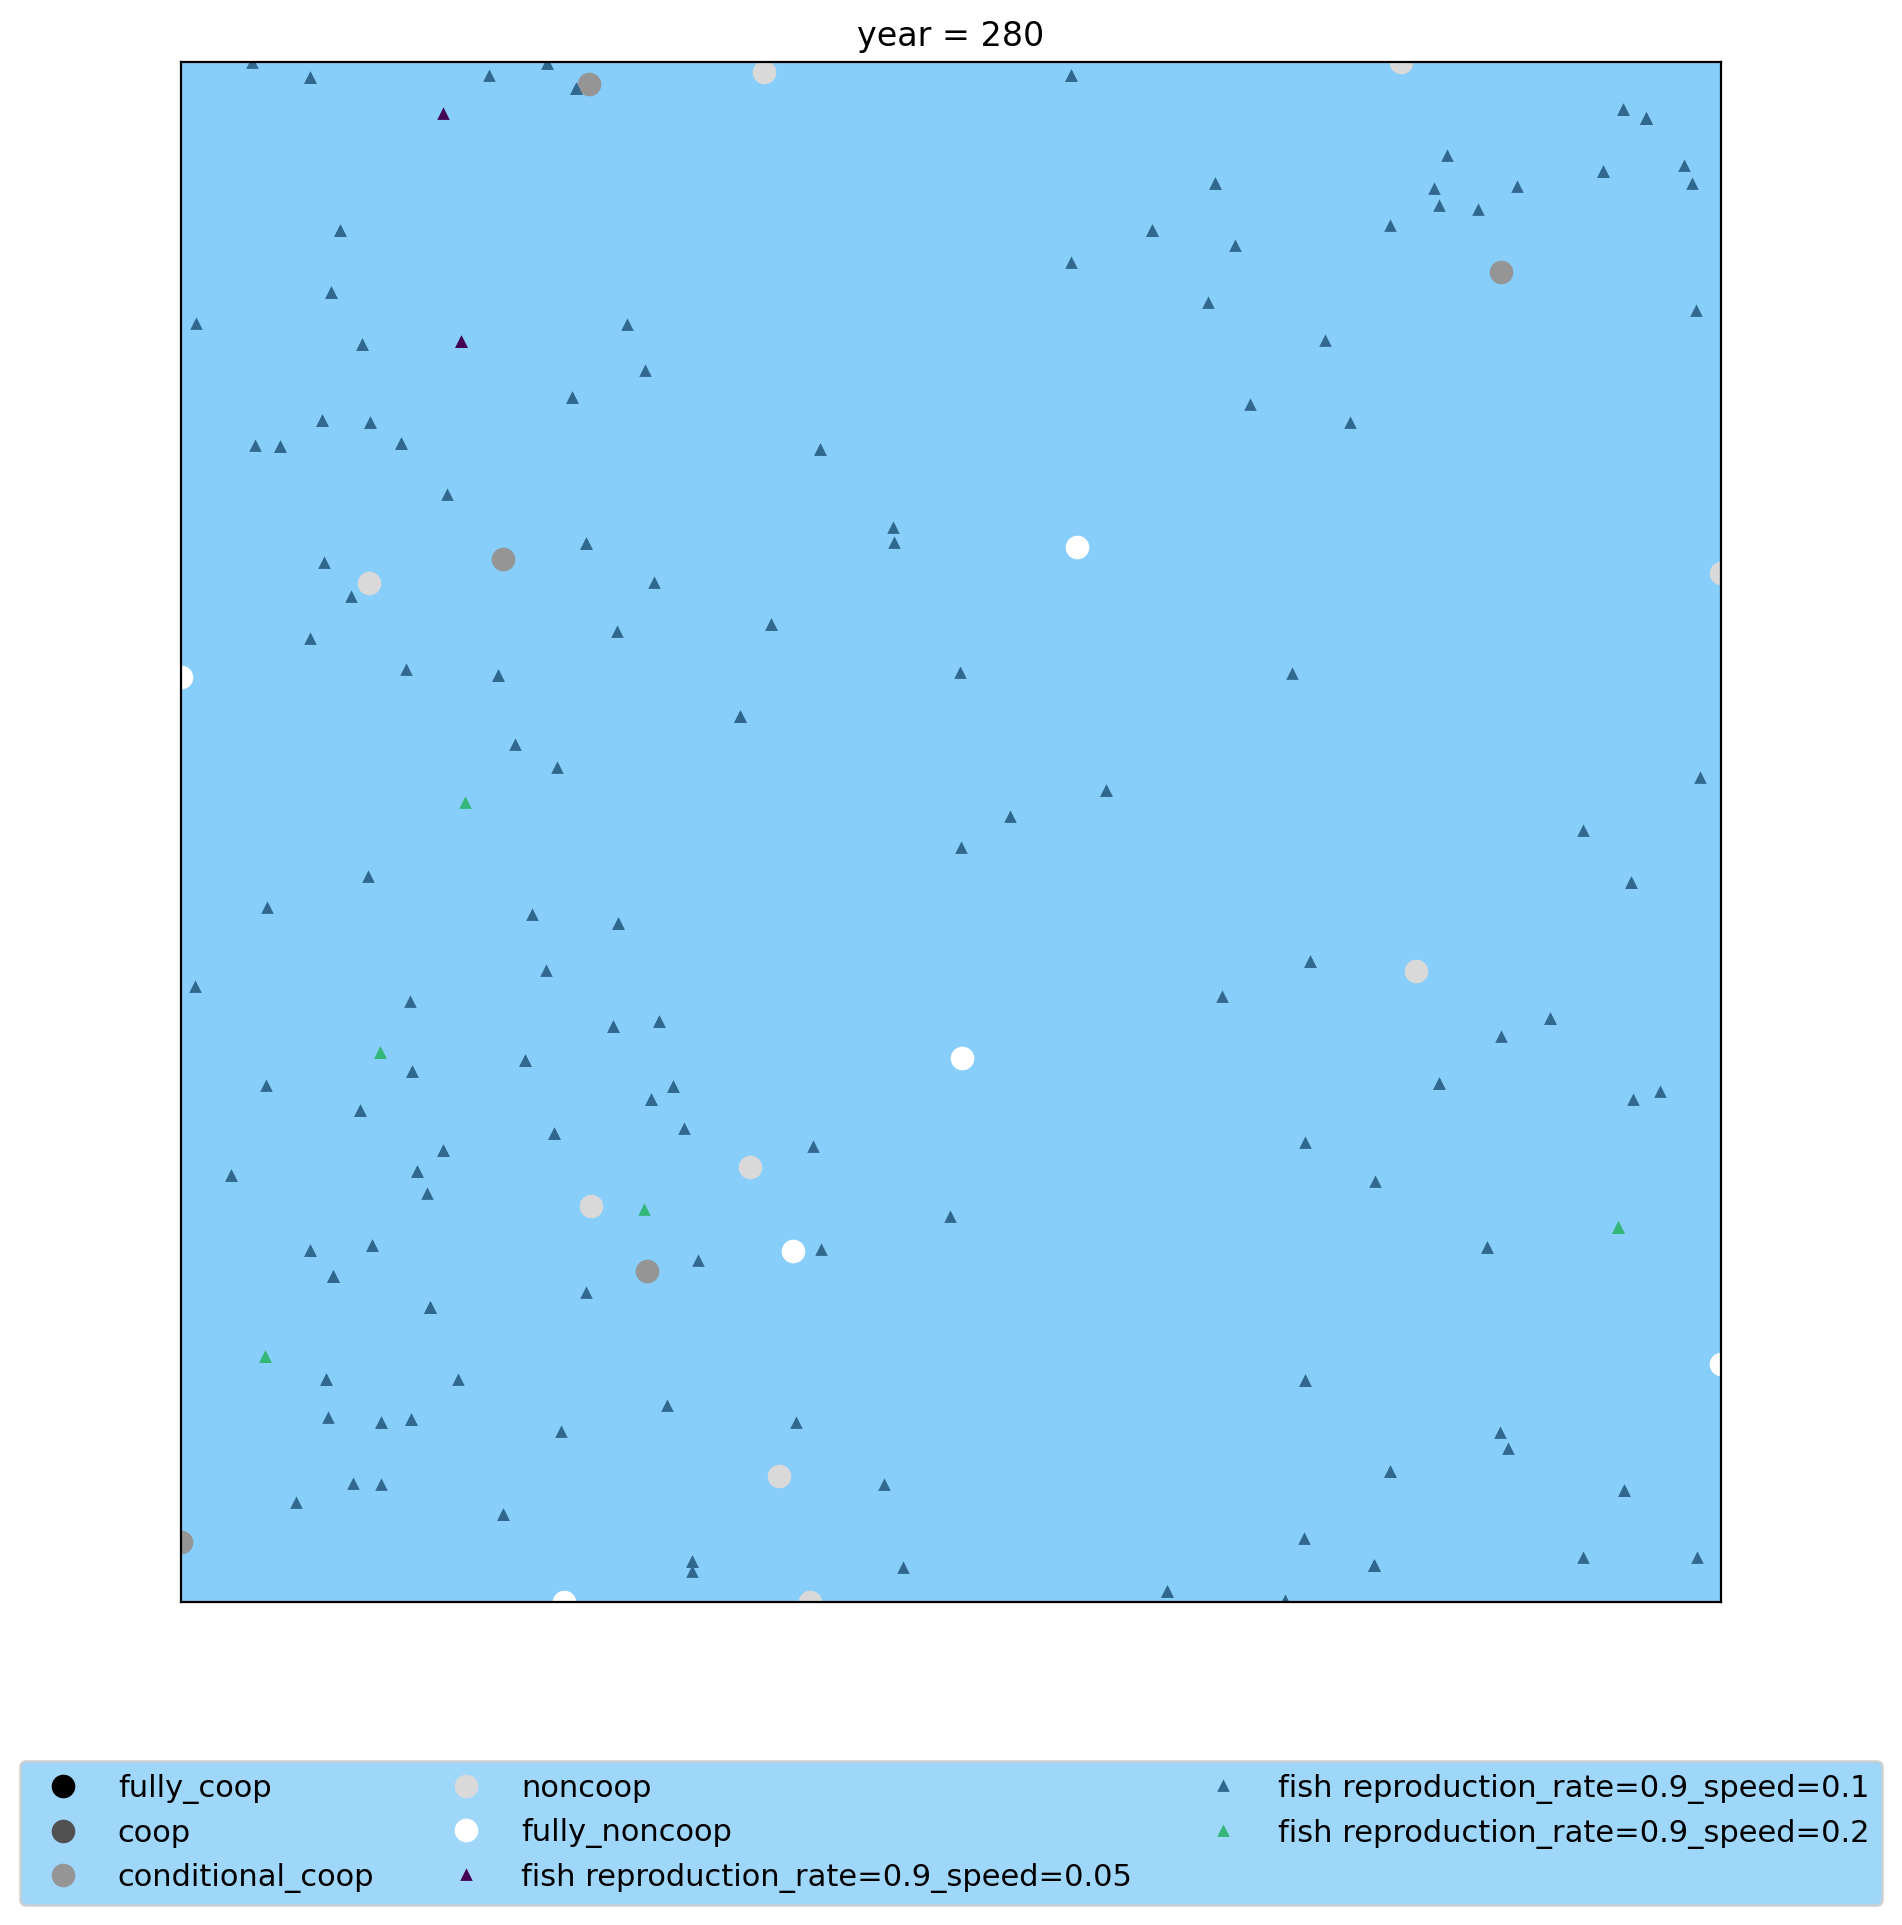 year = 280
fully_coop
coop
conditional_coop
noncoop
fully_noncoop
fish reproduction_rate=0.9_speed=0.05
fish reproduction_rate=0.9_speed=0.1
fish reproduction_rate=0.9_speed=0.2